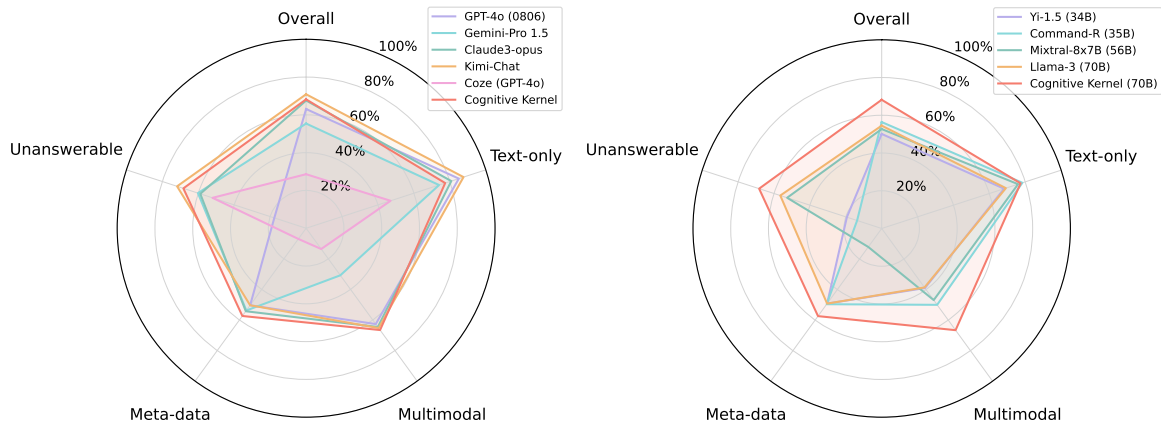 Overall
100%
80%
60%
40%
20%
Text-only
Multimodal
Meta-data
Unanswerable
GPT-4o (0806)
Gemini-Pro 1.5
Claude3-opus
Kimi-Chat
Coze (GPT-4o)
Cognitive Kernel
Overall
100%
80%
60%
40%
20%
Text-only
Multimodal
Meta-data
Unanswerable
Yi-1.5 (34B)
Command-R (35B)
Mixtral-8x7B (56B)
Llama-3 (70B)
Cognitive Kernel (70B)